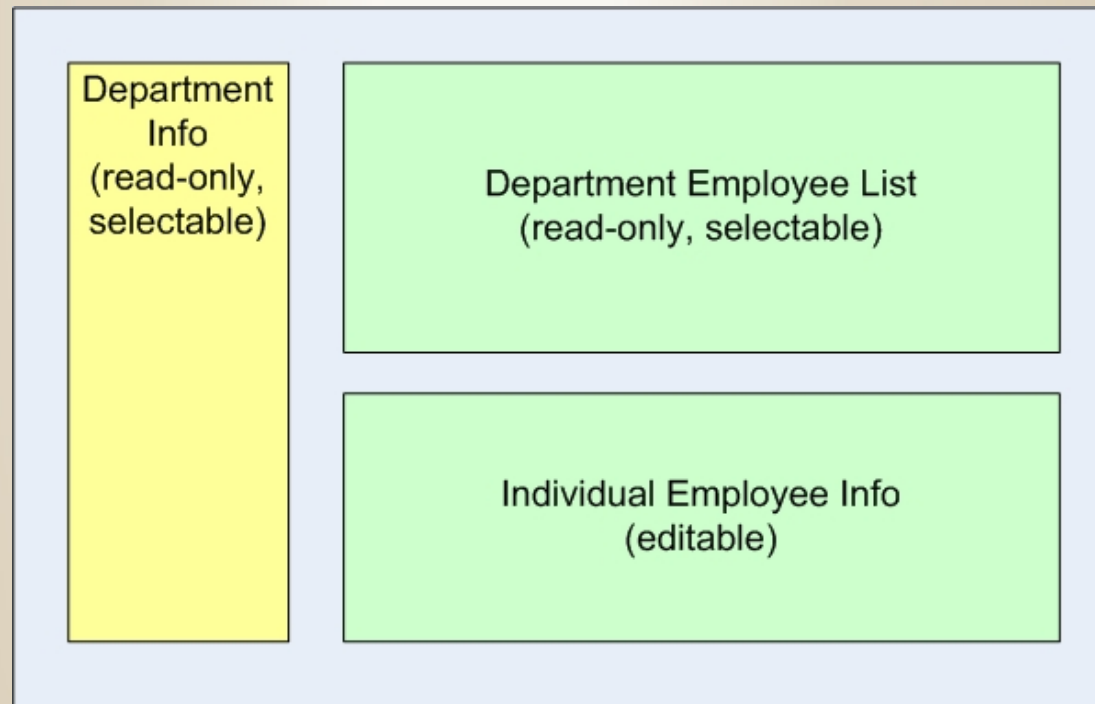 Department
Info
(read-only,
selectable)
Department Employee List
(read-only, selectable)
Individual Employee Info
(editable)